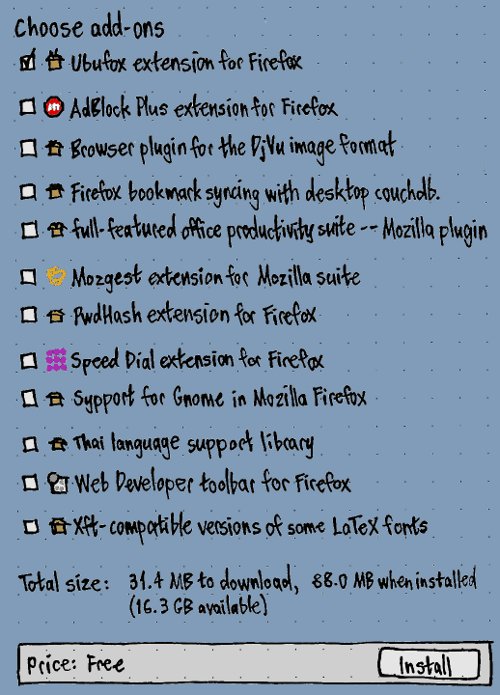 Choose add-ons
Ubufox extension for Firefox
AdBlock Plus extension for Firefox
Browser plugin for the DjVu image format
Firefox bookmark syncing with desktop couchdb.
full-featured office productivity suite -- Mozilla plugin
Mozgest extension for Mozilla suite
PwdHash extension for Firefox
Speed Dial extension for Firefox
Sypport for Gnome in Mozilla Firefox
Thai language support library
Web Developer toolbar for Firefox
Xft-compatible versions of some LaTeX fonts
Total size: 31.4 MB to download, 88.0 MB when installed
(16.3 GB available)
Price: Free
Install